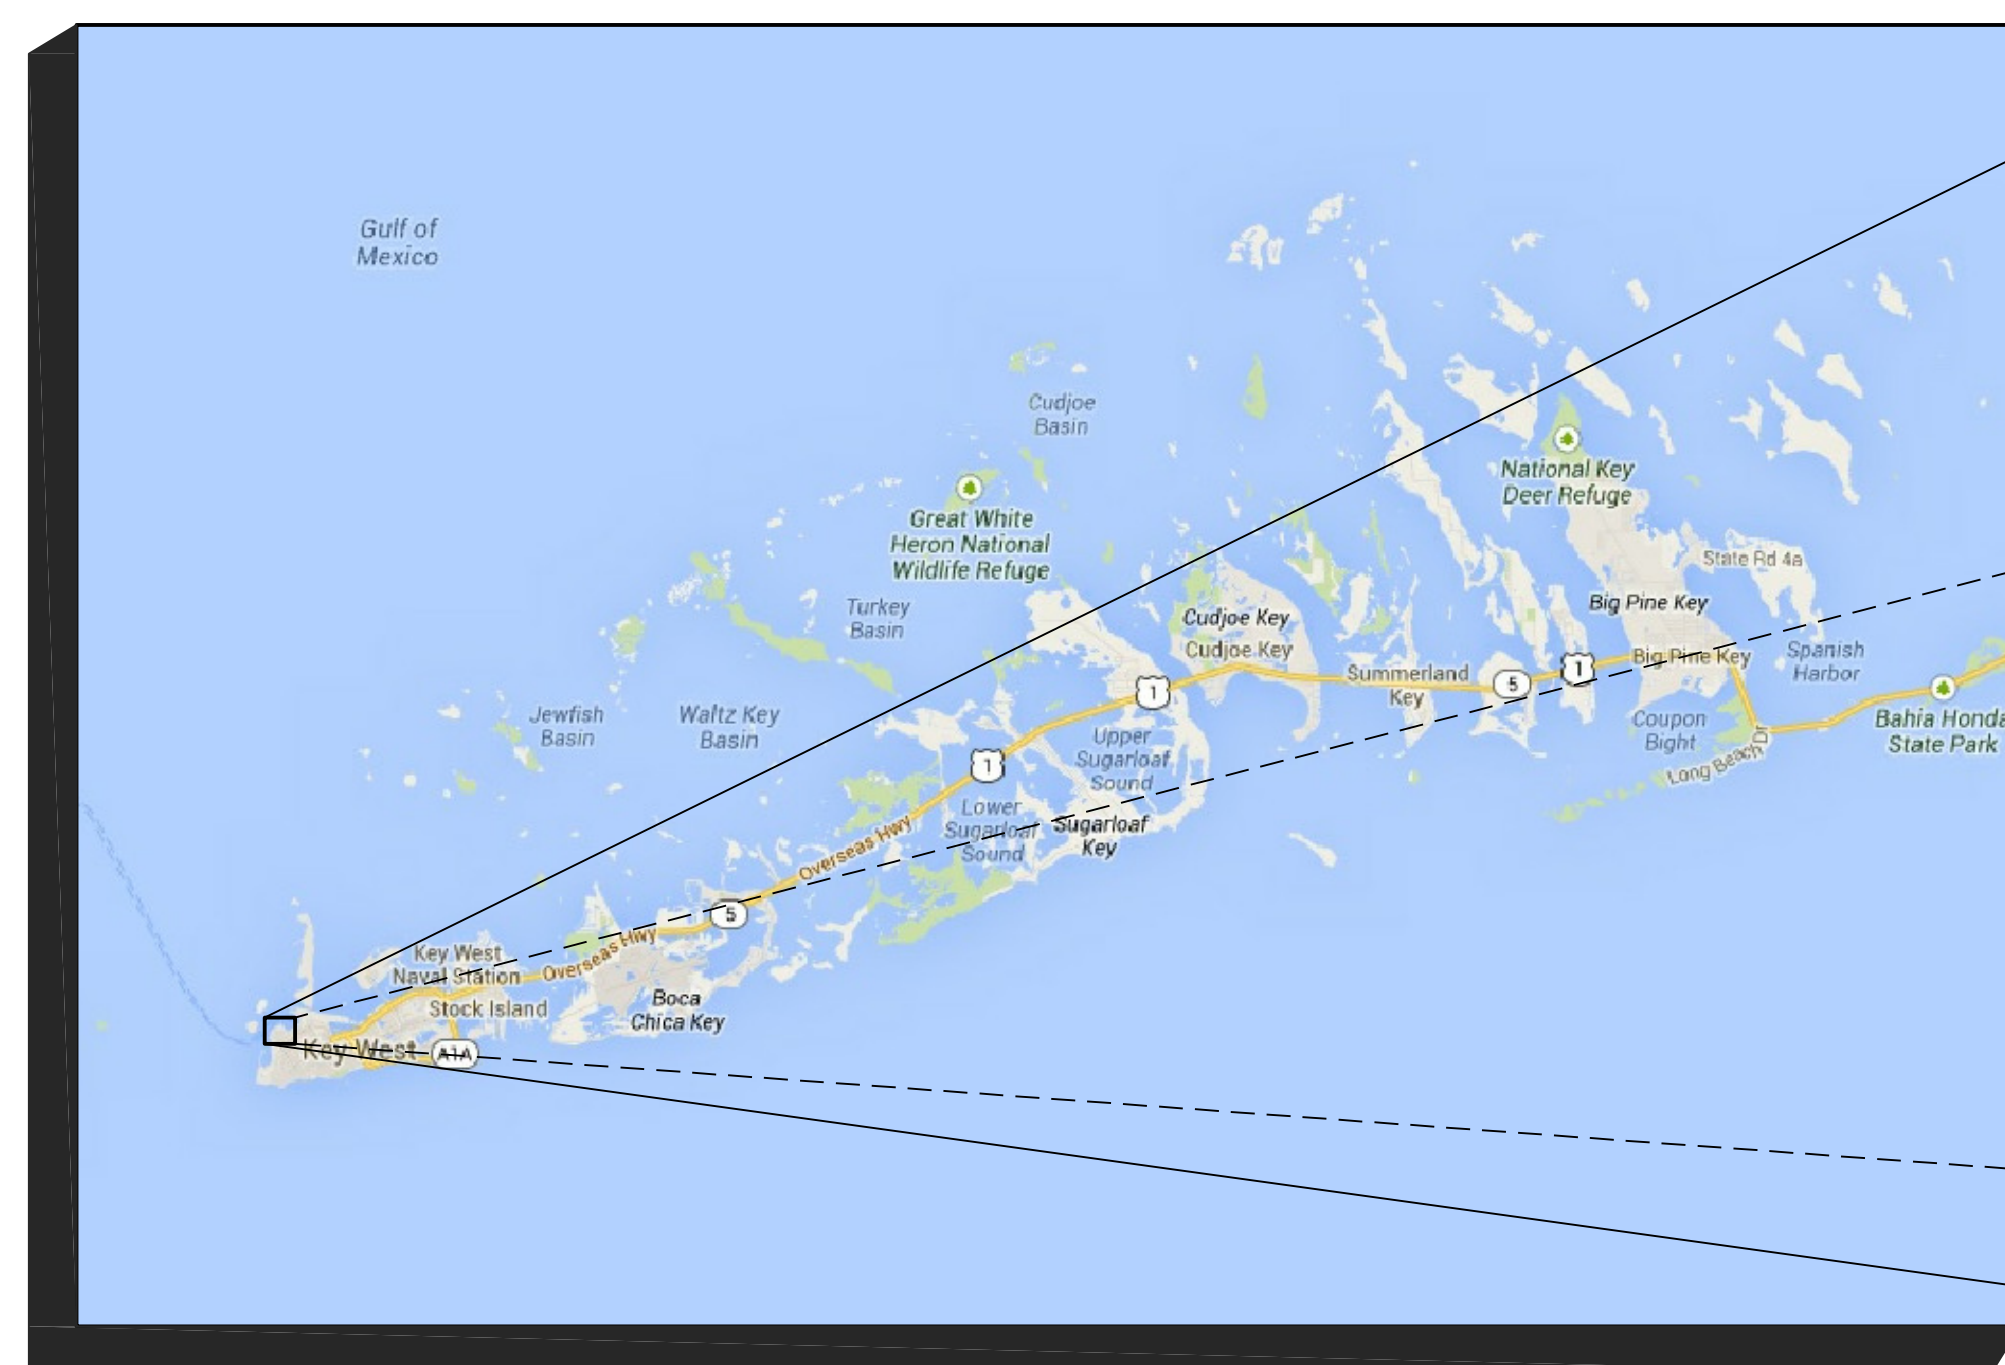 Gulf of
Mexico
Cudjoe
Basin
National Key
Deer Refuge
Great White
Heron National
Wildlife Refuge
State Rd 4a
Turkey
Basin
Big Pine Key
Cudjoe Key
Cudjoe Key
Big Pine Key
Spanish
Harbor
Summerland
Key
5
1
1
Jewfish
Basin
Waltz Key
Basin
Coupon
Bight
Bahia Honda
State Park
Long Beach Dr
Upper
Sugarloaf
Sound
1
Lower
Sugarloaf
Sound
Sugarloaf
Key
Overseas Hwy
5
Overseas Hwy
Key West
Naval Station
Stock Island
Boca
Chica Key
Key West
A1A